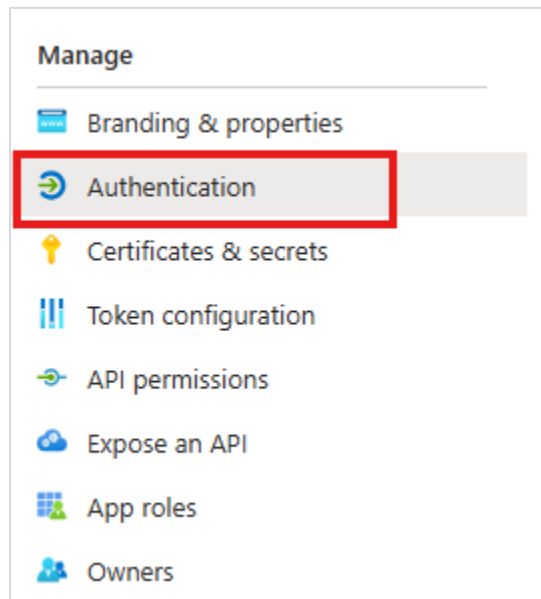 Manage
Branding & properties
Authentication
Certificates & secrets
Token configuration
API permissions
Expose an API
App roles
Owners